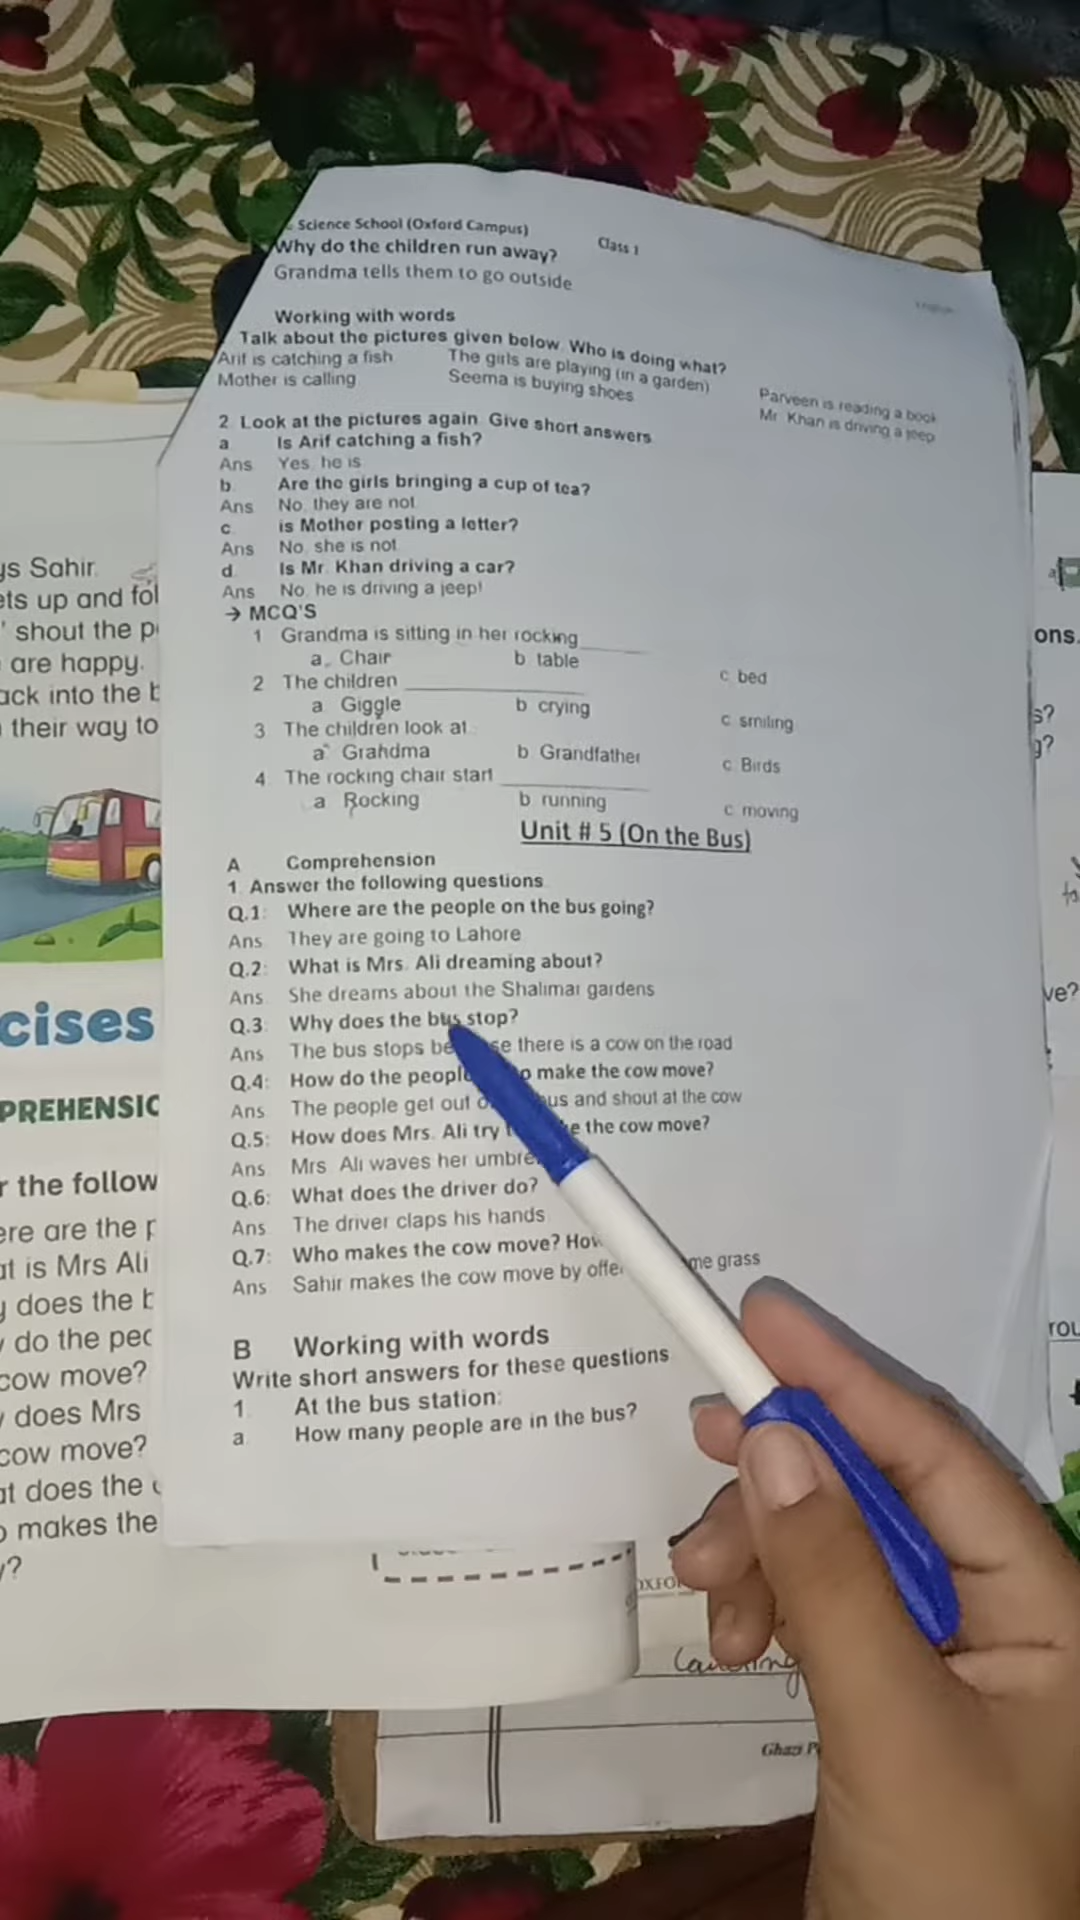 Science School (Oxford Campus) Class 1
Why do the children run away?
Grandma tells them to go outside
Working with words
Talk about the pictures given below. Who is doing what?
Arif is catching a fish The girls are playing (in a garden) Parveen is reading a book
Mother is calling Seema is buying shoes Mr. Khan is driving a jeep
2. Look at the pictures again. Give short answers
a. Is Arif catching a fish?
Ans Yes, he is
b. Are the girls bringing a cup of tea?
Ans No, they are not
c. is Mother posting a letter?
Ans No, she is not
d. Is Mr. Khan driving a car?
Ans No, he is driving a jeep!
→ MCQ'S
1 Grandma is sitting in her rocking ______
a. Chair b. table c. bed
2 The children ______
a Giggle b crying c. smiling
3 The children look at
a Grandma b Grandfather c. Birds
4 The rocking chair start ______
a Rocking b. running c. moving
Unit # 5 (On the Bus)
A Comprehension
1. Answer the following questions
Q.1: Where are the people on the bus going?
Ans. They are going to Lahore
Q.2: What is Mrs. Ali dreaming about?
Ans. She dreams about the Shalimar gardens
Q.3: Why does the bus stop?
Ans The bus stops be se there is a cow on the road
Q.4: How do the people make the cow move?
Ans The people get out us and shout at the cow
Q.5: How does Mrs. Ali try the cow move?
Ans Mrs. Ali waves her umbre
Q.6: What does the driver do?
Ans The driver claps his hands
Q.7: Who makes the cow move? How
Ans Sahir makes the cow move by offe me grass
B Working with words
Write short answers for these questions
1 At the bus station:
a How many people are in the bus?
ys Sahir.
ets up and fol
' shout the p
are happy.
ack into the b
their way to
cises
PREHENSIO
r the follow
ere are the p
at is Mrs Ali
y does the b
v do the peo
cow move?
v does Mrs
cow move?
at does the
o makes the
v?
ons.
s?
g?
ve?
rou
OXFO
Ghazi P